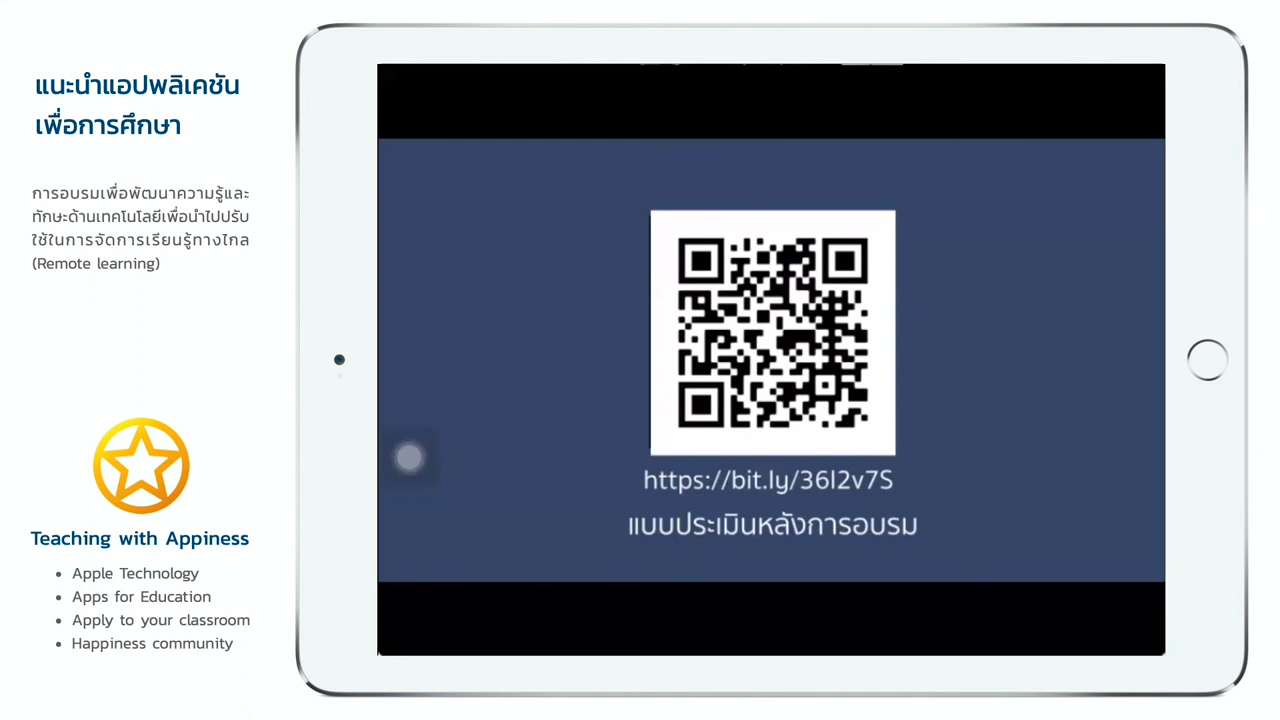 แนะนำแอปพลิเคชัน
เพื่อการศึกษา
การอบรมเพื่อพัฒนาความรู้และ
ทักษะด้านเทคโนโลยีเพื่อนำไปปรับ
ใช้ในการจัดการเรียนรู้ทางไกล
(Remote learning)
Teaching with Appiness
• Apple Technology
• Apps for Education
• Apply to your classroom
• Happiness community
https://bit.ly/36I2v7S
แบบประเมินหลังการอบรม